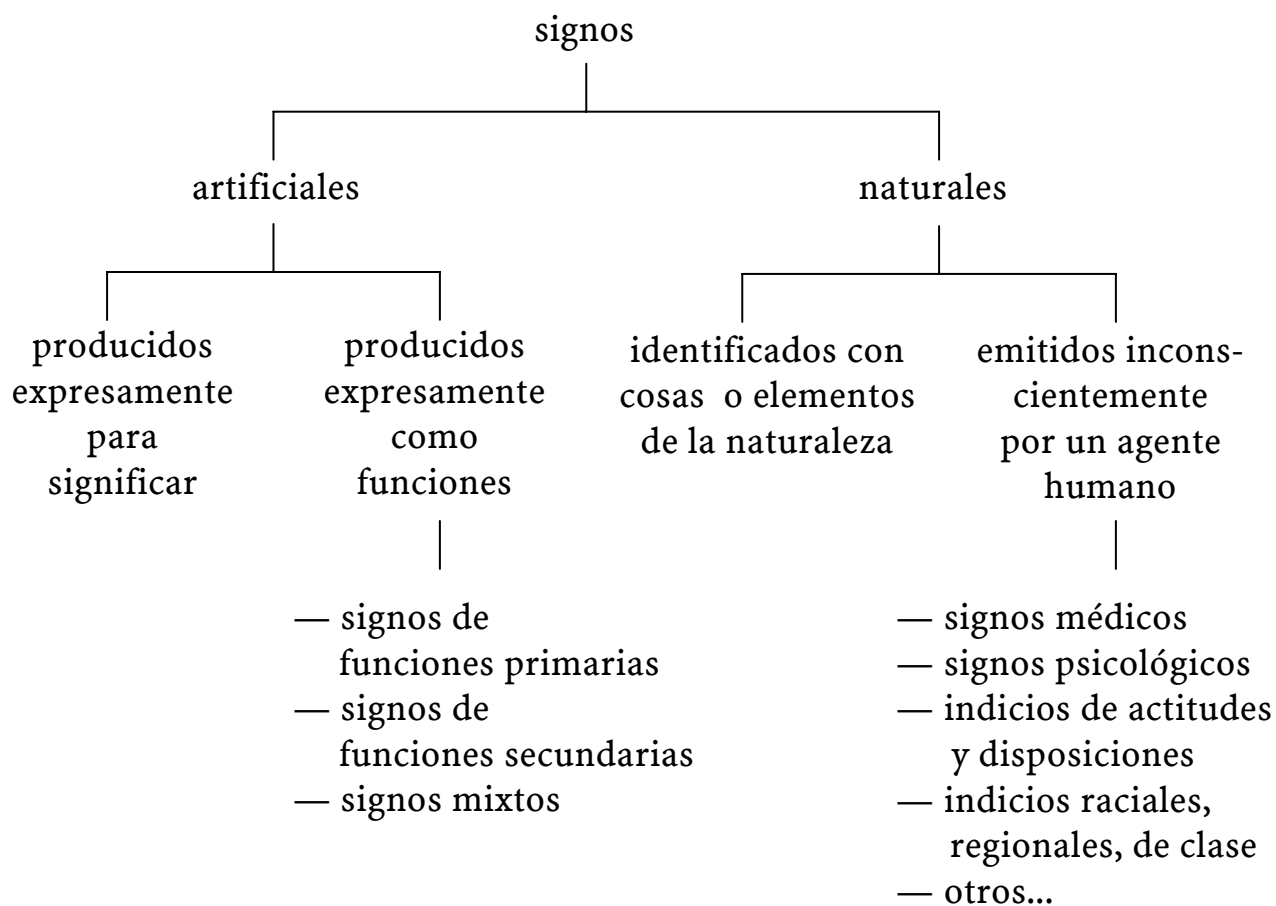 signos
artificiales
naturales
producidos
expresamente
para
significar
producidos
expresamente
como
funciones
identificados con
cosas o elementos
de la naturaleza
emitidos incons-
cientemente
por un agente
humano
— signos de
funciones primarias
— signos de
funciones secundarias
— signos mixtos
— signos médicos
— signos psicológicos
— indicios de actitudes
y disposiciones
— indicios raciales,
regionales, de clase
— otros...